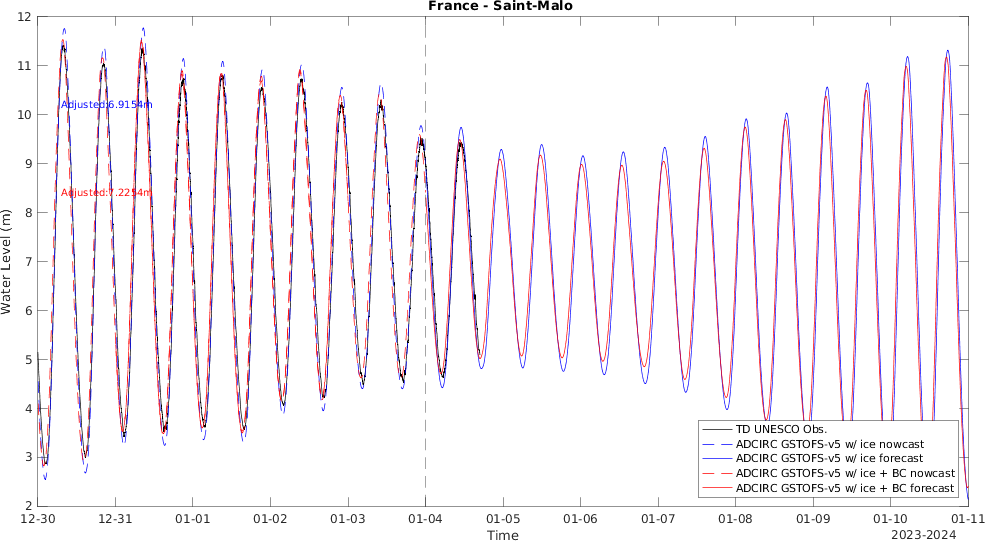 France - Saint-Malo
12
11
10
9
8
7
6
5
4
3
2
Water Level (m)
Adjusted:6.9154m
Adjusted:7.2254m
TD UNESCO Obs.
ADCIRC GSTOFS-v5 w/ ice nowcast
ADCIRC GSTOFS-v5 w/ ice forecast
ADCIRC GSTOFS-v5 w/ ice + BC nowcast
ADCIRC GSTOFS-v5 w/ ice + BC forecast
12-30 12-31 01-01 01-02 01-03 01-04 01-05 01-06 01-07 01-08 01-09 01-10 01-11
Time
2023-2024